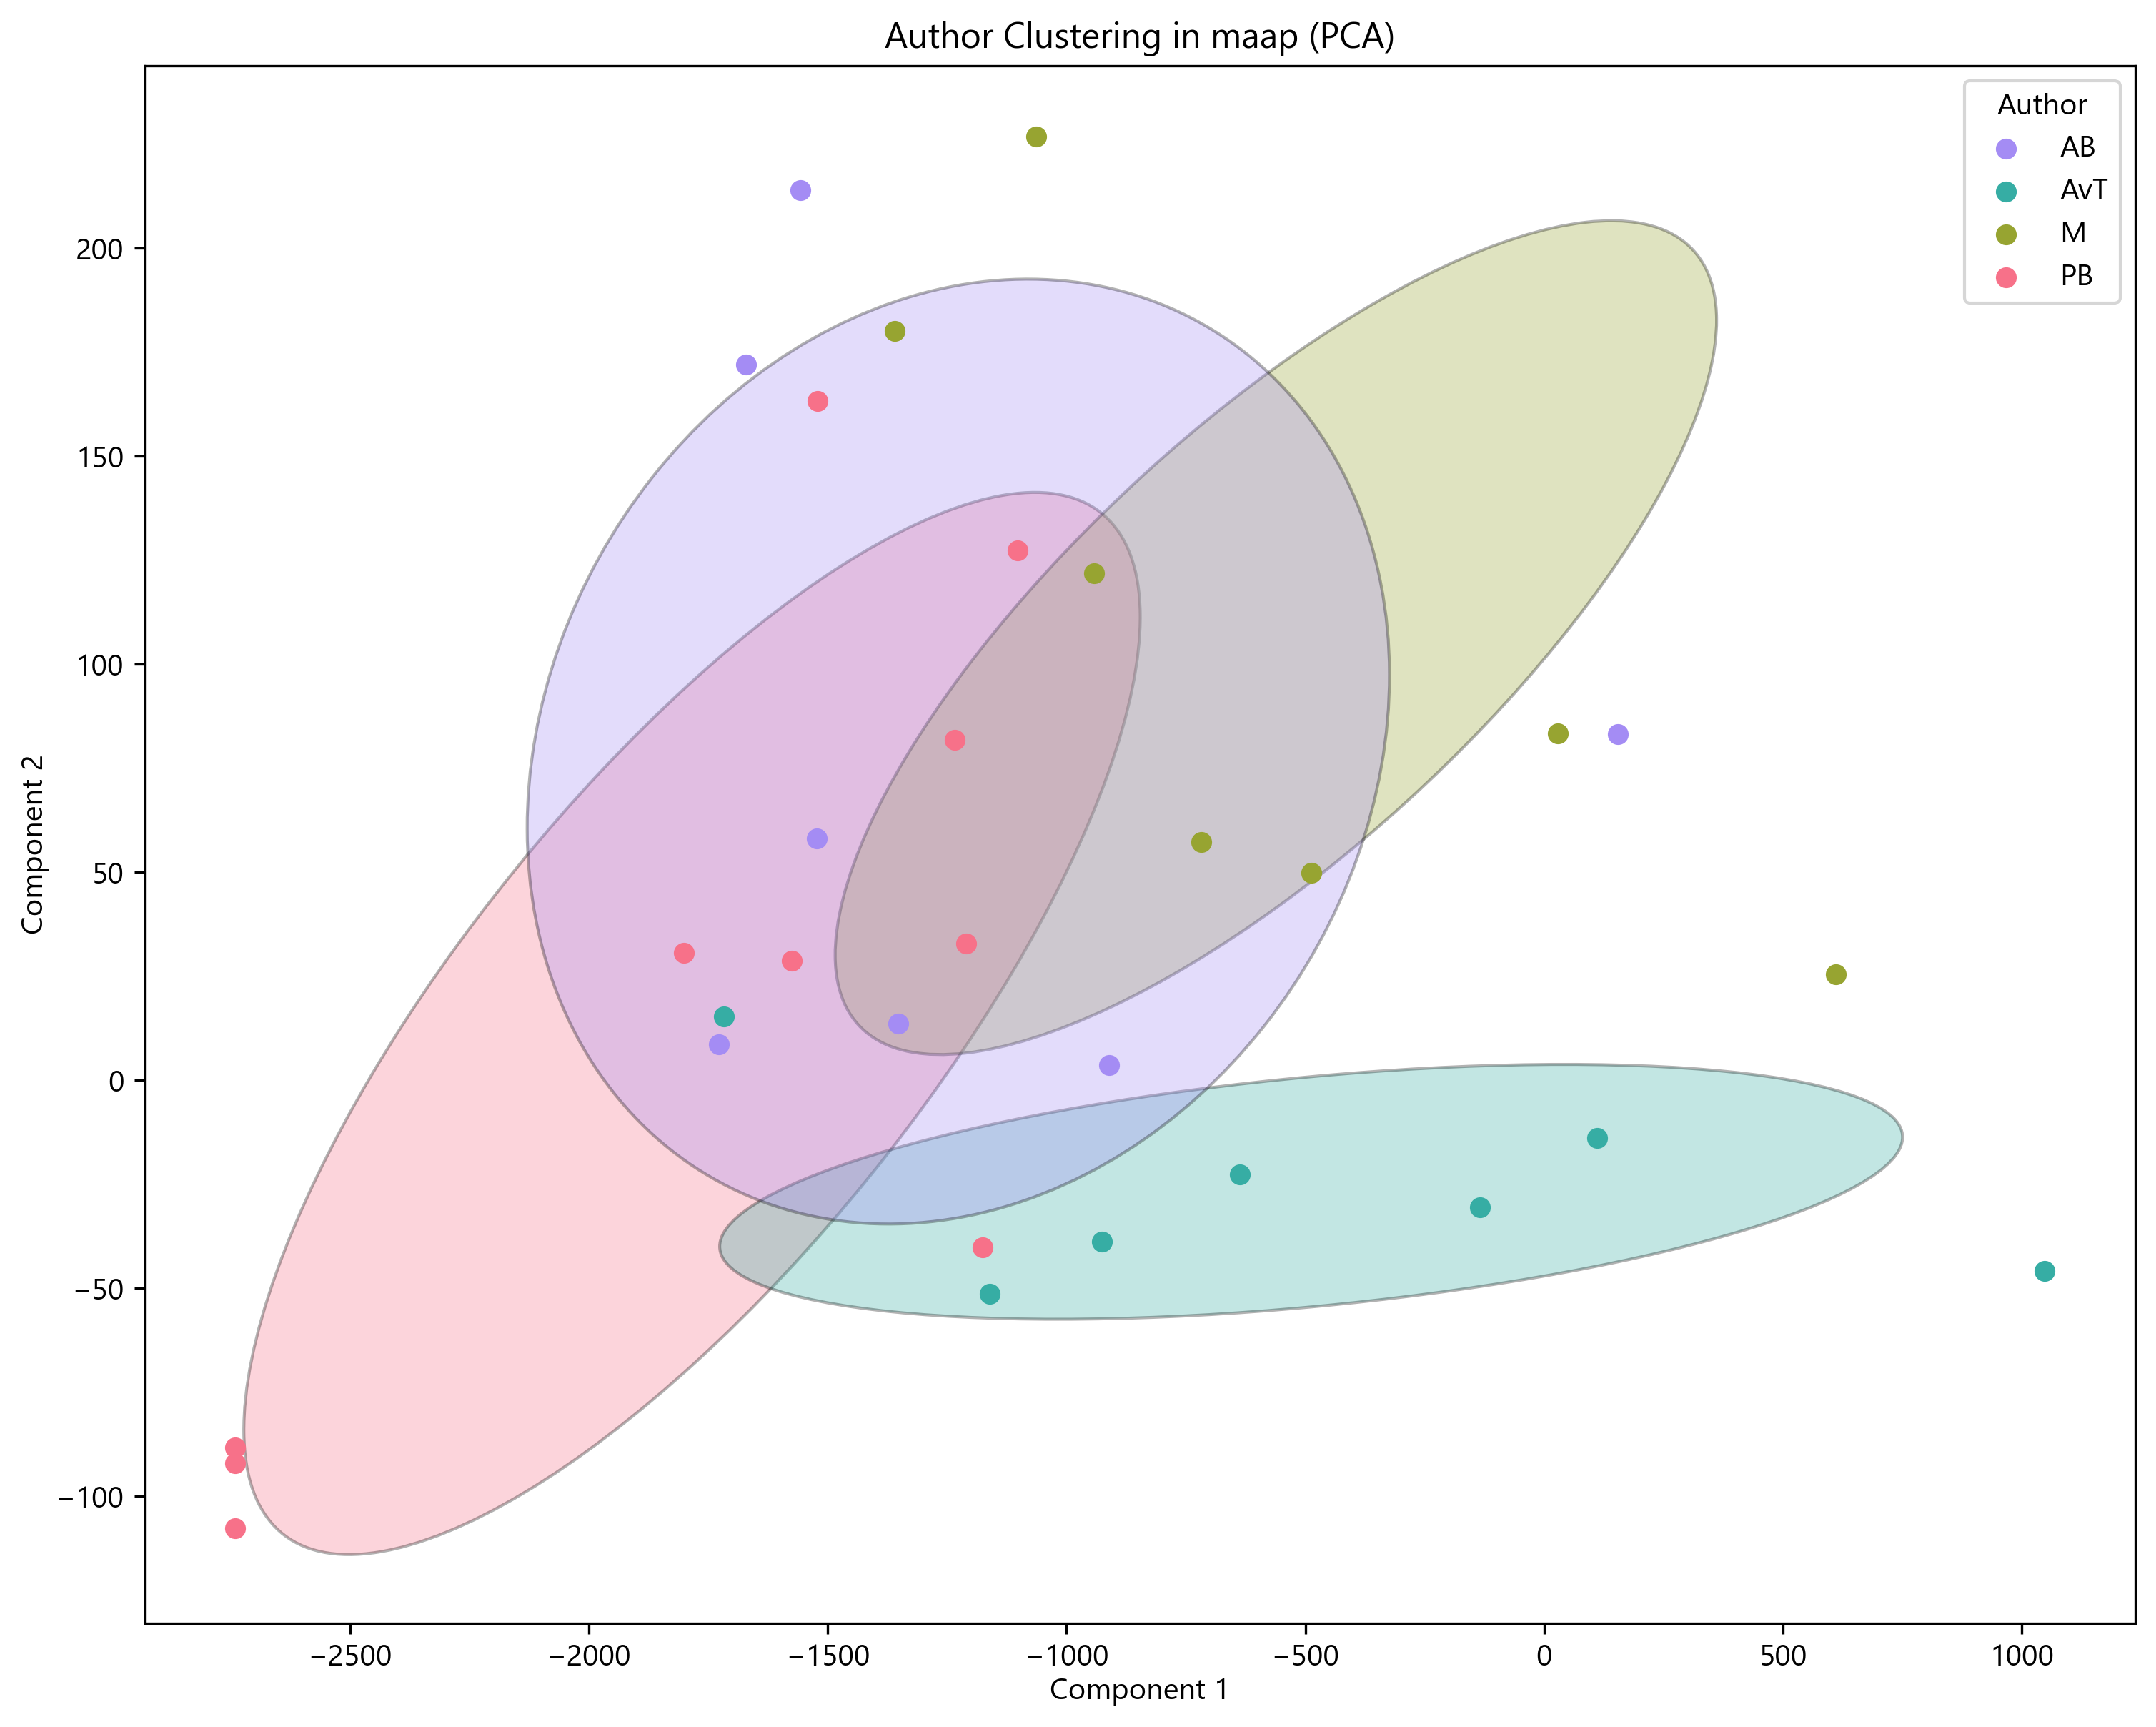 Author Clustering in maap (PCA)
Author
AB
AvT
M
PB
Component 2
200
150
100
50
0
−50
−100
−2500 −2000 −1500 −1000 −500 0 500 1000
Component 1